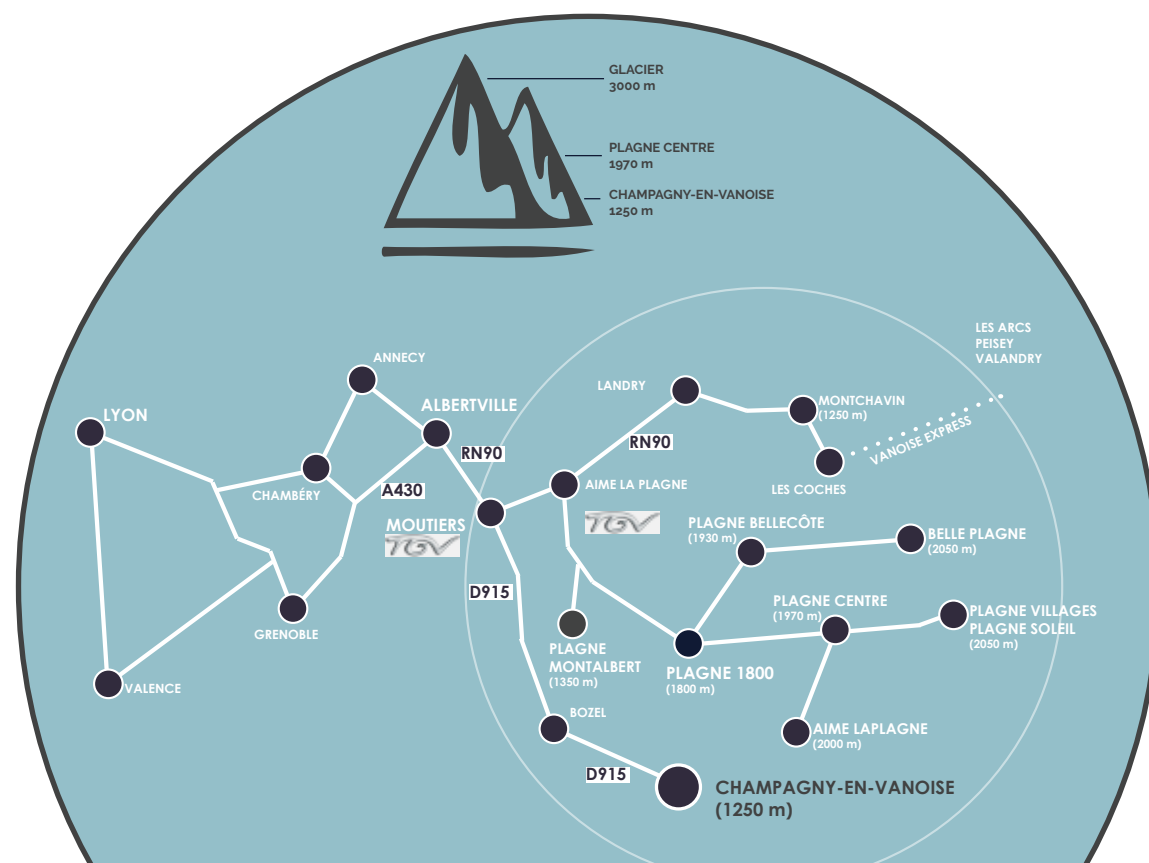 GLACIER
3000 m
PLAGNE CENTRE
1970 m
CHAMPAGNY-EN-VANOISE
1250 m
LES ARCS
PEISEY
VALANDRY
ANNECY
LANDRY
MONTCHAVIN
(1250 m)
LYON
ALBERTVILLE
RN90
RN90
VANOISE EXPRESS
CHAMBÉRY
A430
AIME LA PLAGNE
LES COCHES
MOUTIERS
TGV
TGV
PLAGNE BELLECÔTE
(1930 m)
BELLE PLAGNE
(2050 m)
D915
PLAGNE CENTRE
(1970 m)
PLAGNE VILLAGES
PLAGNE SOLEIL
(2050 m)
GRENOBLE
PLAGNE
MONTALBERT
(1350 m)
PLAGNE 1800
(1800 m)
VALENCE
BOZEL
AIME LAPLAGNE
(2000 m)
D915
CHAMPAGNY-EN-VANOISE
(1250 m)